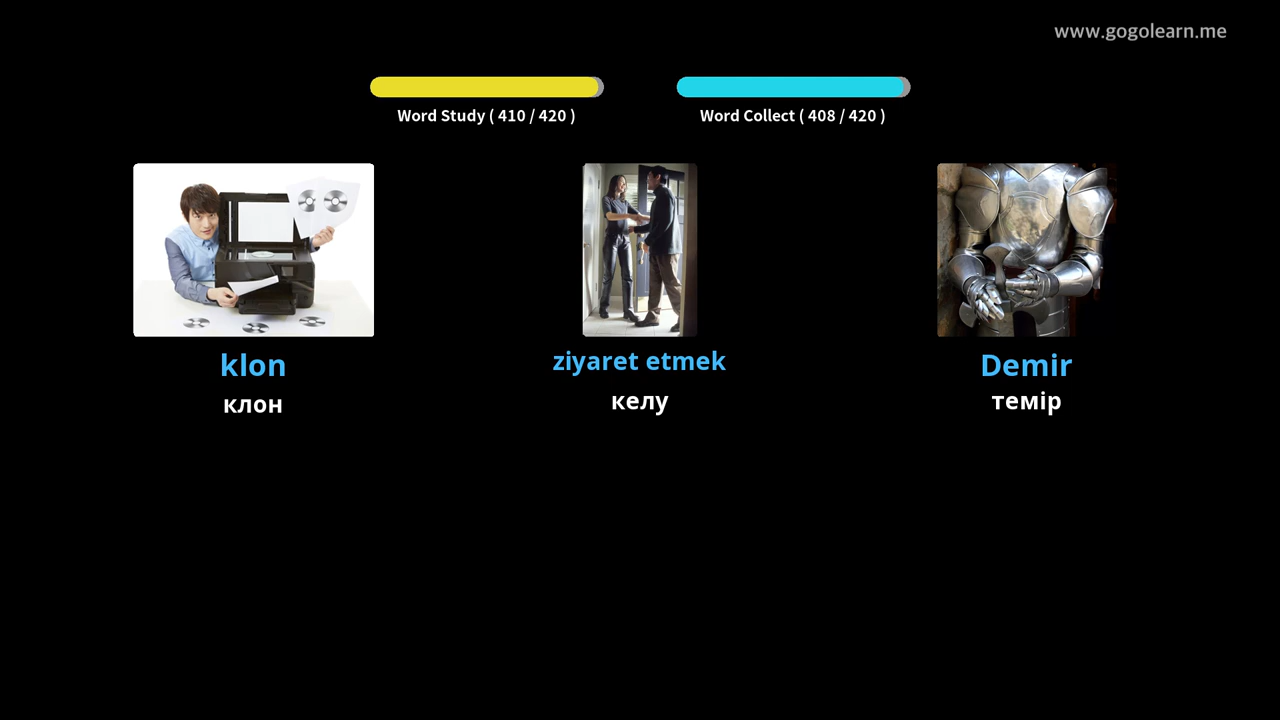 www.gogolearn.me
Word Study ( 410 / 420 )
Word Collect ( 408 / 420 )
klon
клон
ziyaret etmek
келу
Demir
темір